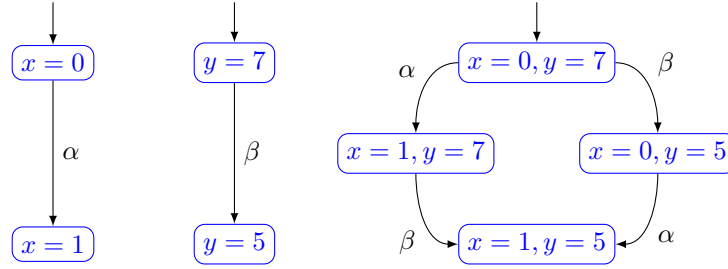 x = 0
α
x = 1
y = 7
β
y = 5
x = 0, y = 7
α
β
x = 1, y = 7
x = 0, y = 5
β
α
x = 1, y = 5